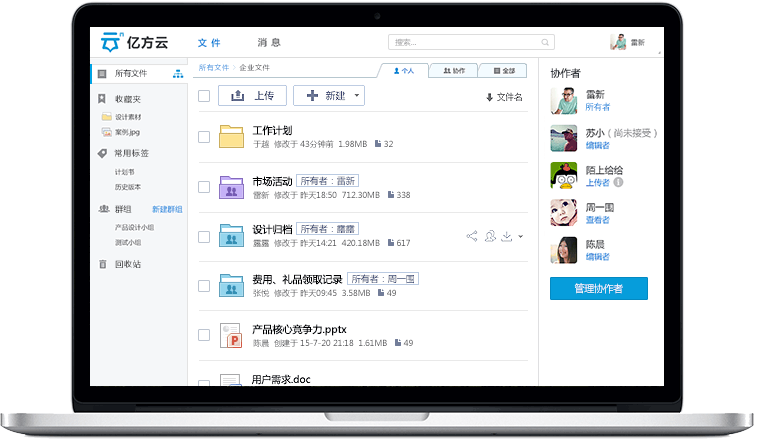 亿方云 文件 消息 搜索... 雷新
所有文件
收藏夹
设计素材
案例.jpg
常用标签
计划书
历史版本
群组 新建群组
产品设计小组
测试小组
回收站
所有文件 > 企业文件 个人 协作 全部
上传 新建 文件名
工作计划
于越 修改于 43分钟前 1.98MB 32
市场活动 所有者：雷新
雷新 修改于 昨天18:50 712.30MB 338
设计归档 所有者：露露
露露 修改于 昨天14:21 420.18MB 617
费用、礼品领取记录 所有者：周一围
张悦 修改于 昨天09:45 3.58MB 49
产品核心竞争力.pptx
陈晨 创建于 15-7-20 21:18 1.61MB 49
用户需求.doc
协作者
雷新
所有者
苏小（尚未接受）
编辑者
陌上给给
上传者
周一围
查看者
陈晨
编辑者
管理协作者